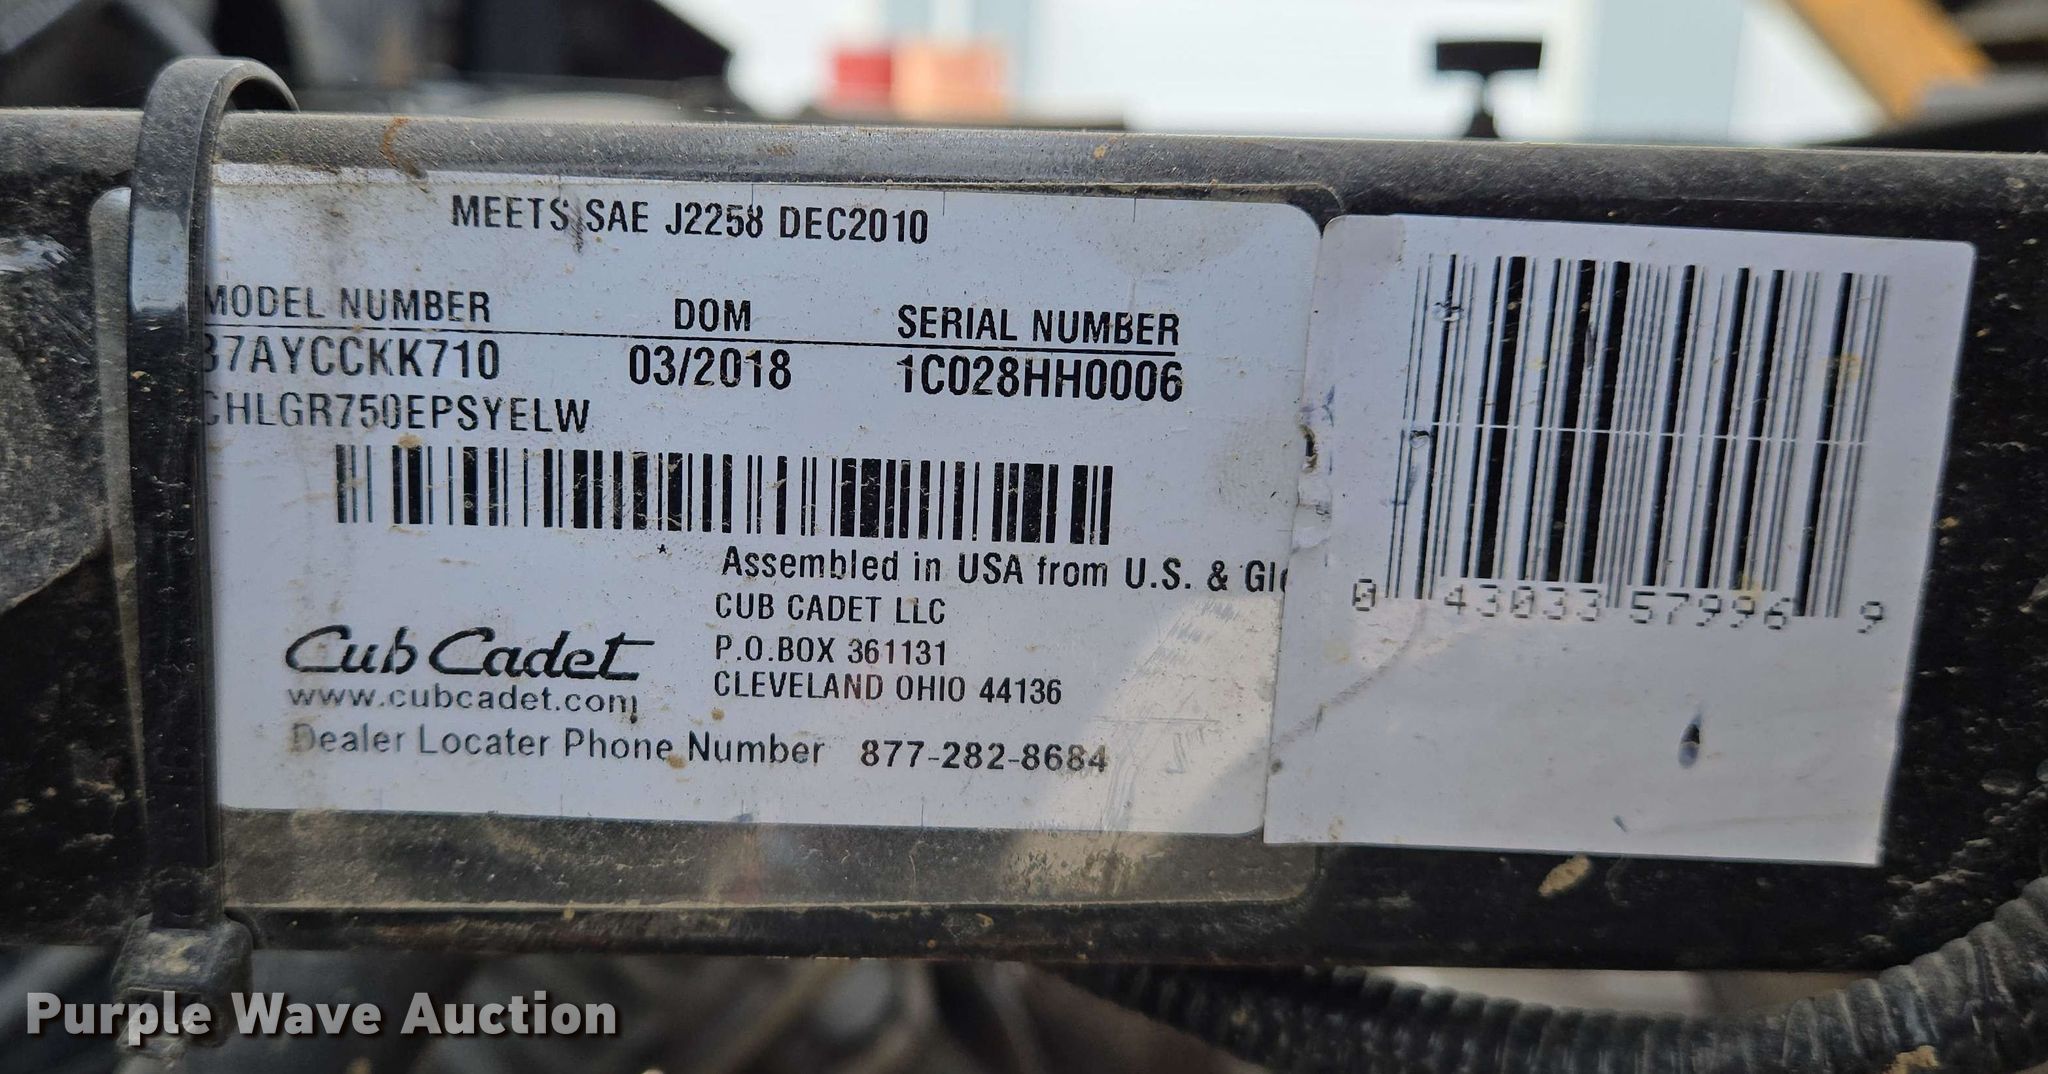 MEETS SAE J2258 DEC2010
MODEL NUMBER DOM SERIAL NUMBER
37AYCCKK710 03/2018 1C028HH0006
CHLGR750EPSYELW
Assembled in USA from U.S. & Gl
CUB CADET LLC
P.O.BOX 361131
CLEVELAND OHIO 44136
Cub Cadet
www.cubcadet.com
Dealer Locater Phone Number 877-282-8684
0 43033 57996 9
Purple Wave Auction